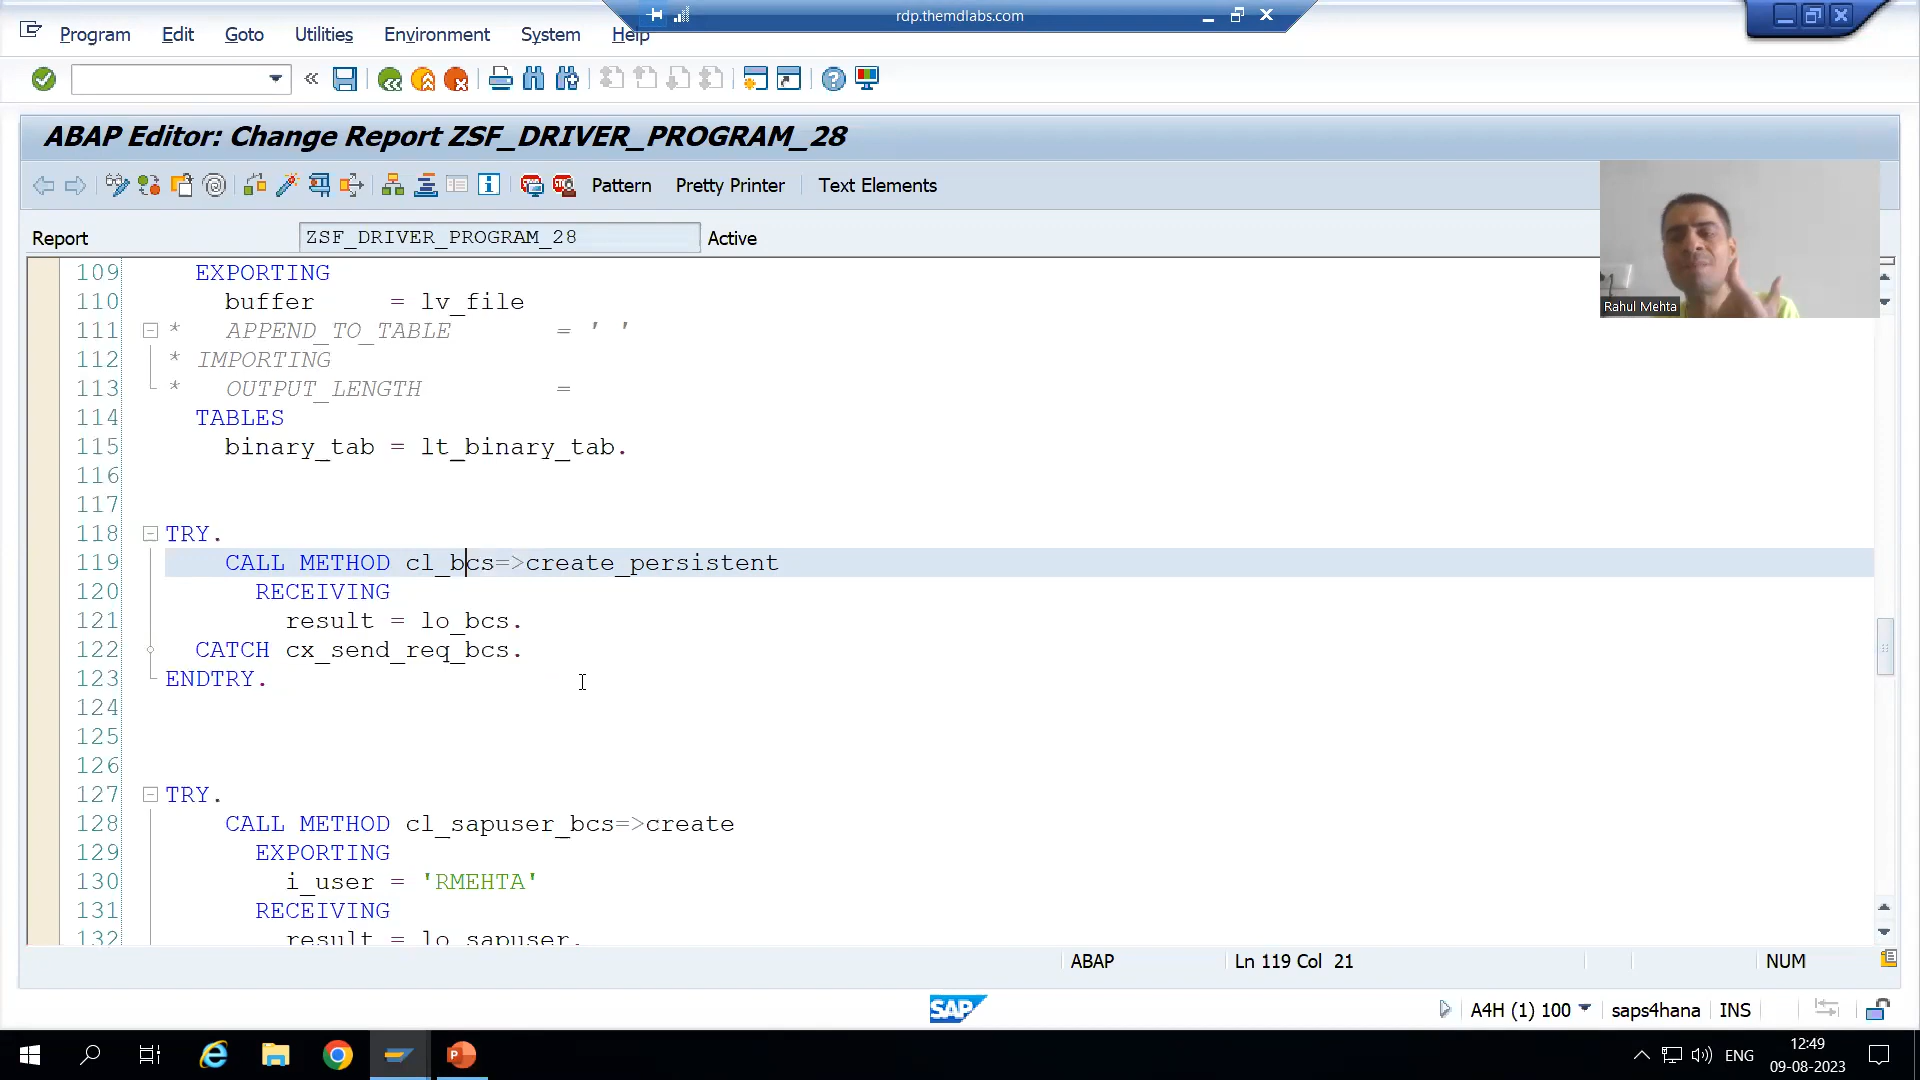 rdp.themdlabs.com
Program Edit Goto Utilities Environment System Help
ABAP Editor: Change Report ZSF_DRIVER_PROGRAM_28
Pattern Pretty Printer Text Elements
Report ZSF_DRIVER_PROGRAM_28 Active
Rahul Mehta
109 EXPORTING
110 buffer = lv_file
111 * APPEND_TO_TABLE = ' '
112 * IMPORTING
113 * OUTPUT_LENGTH =
114 TABLES
115 binary_tab = lt_binary_tab.
116
117
118 TRY.
119 CALL METHOD cl_bcs=>create_persistent
120 RECEIVING
121 result = lo_bcs.
122 CATCH cx_send_req_bcs.
123 ENDTRY.
124
125
126
127 TRY.
128 CALL METHOD cl_sapuser_bcs=>create
129 EXPORTING
130 i_user = 'RMEHTA'
131 RECEIVING
132 result = lo_sapuser.
ABAP Ln 119 Col 21 NUM
SAP A4H (1) 100 saps4hana INS
ENG 12:49
09-08-2023